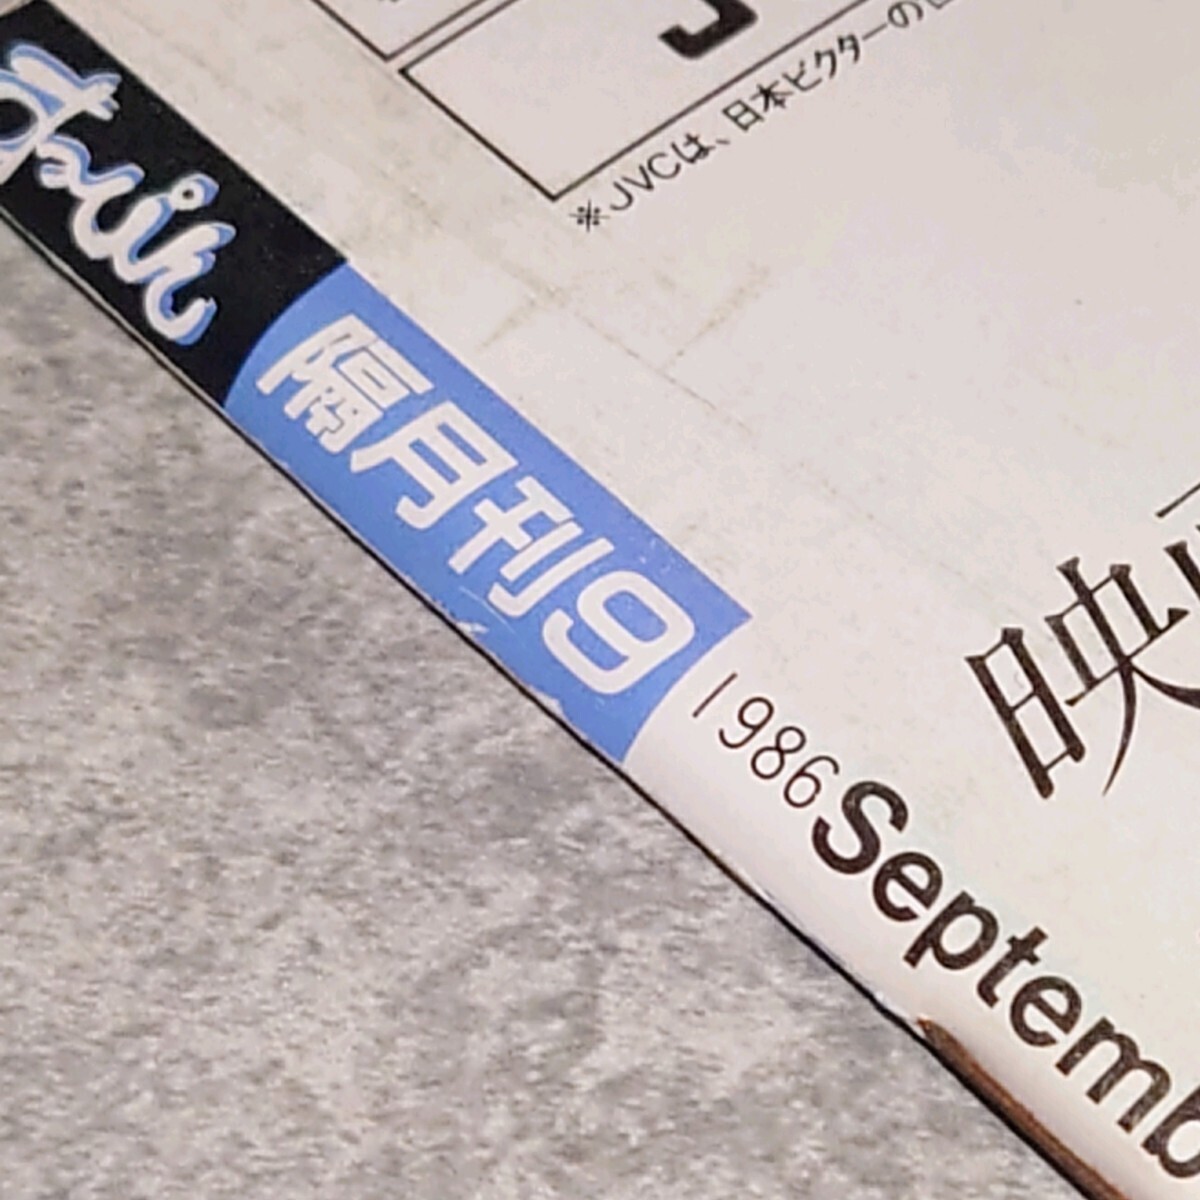 隔月刊9
1986 Septemb
※JVCは、日本ビクターの
映